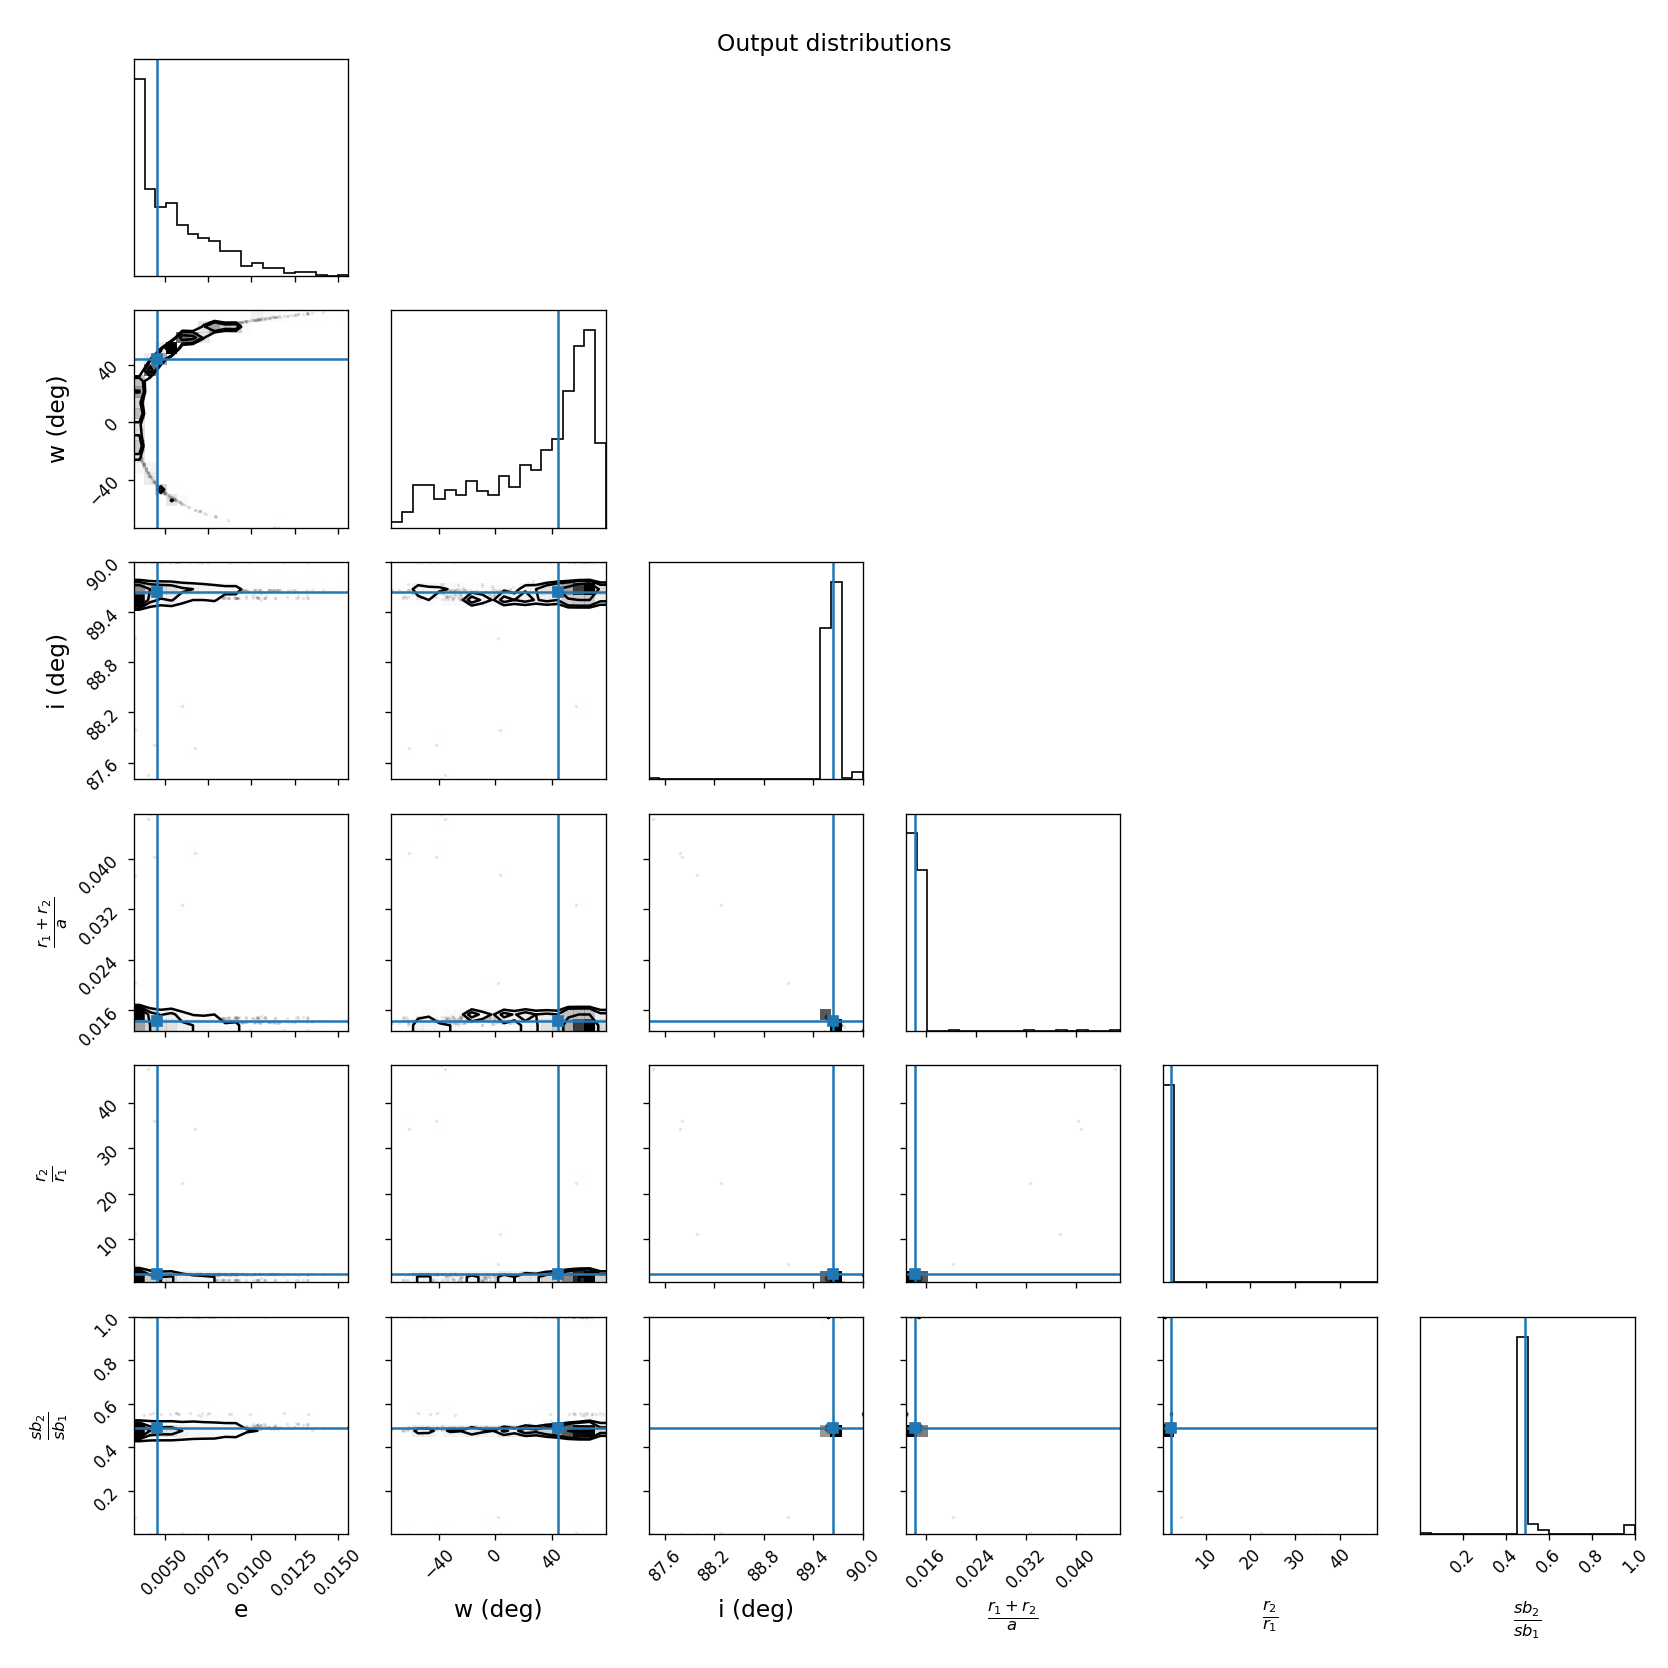 Output distributions
w (deg)
40
0
−40
i (deg)
90.0
89.4
88.8
88.2
87.6
r₁ + r₂
a
0.040
0.032
0.024
0.016
r₂
r₁
40
30
20
10
sb₂
sb₁
1.0
0.8
0.6
0.4
0.2
0.0050 0.0075 0.0100 0.0125 0.0150
−40 0 40
87.6 88.2 88.8 89.4 90.0
0.016 0.024 0.032 0.040
10 20 30 40
0.2 0.4 0.6 0.8 1.0
e
w (deg)
i (deg)
r₁ + r₂
a
r₂
r₁
sb₂
sb₁